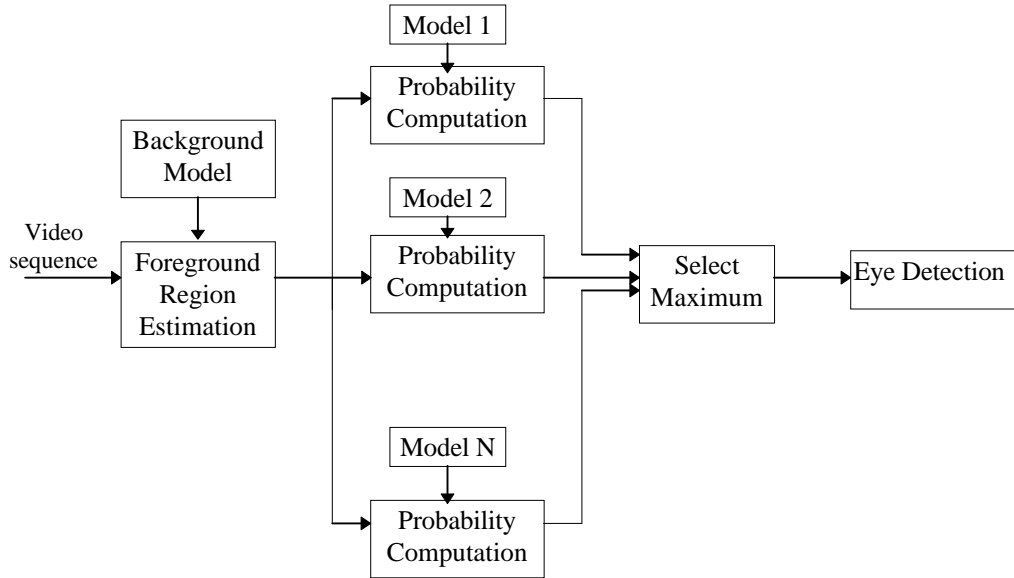 Model 1
Probability
Computation
Background
Model
Model 2
Video
sequence
Foreground
Region
Estimation
Probability
Computation
Select
Maximum
Eye Detection
Model N
Probability
Computation